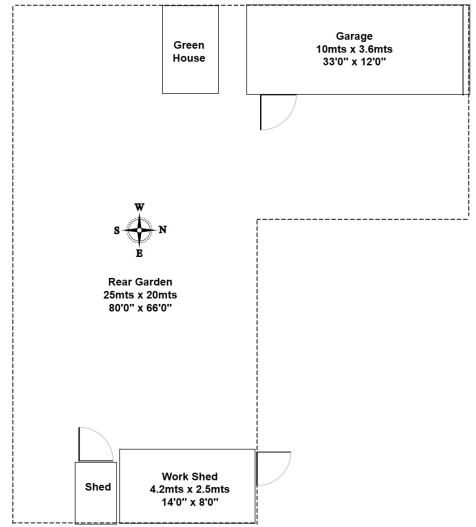 Green
House
Garage
10mts x 3.6mts
33'0" x 12'0"
W
S N
E
Rear Garden
25mts x 20mts
80'0" x 66'0"
Shed
Work Shed
4.2mts x 2.5mts
14'0" x 8'0"